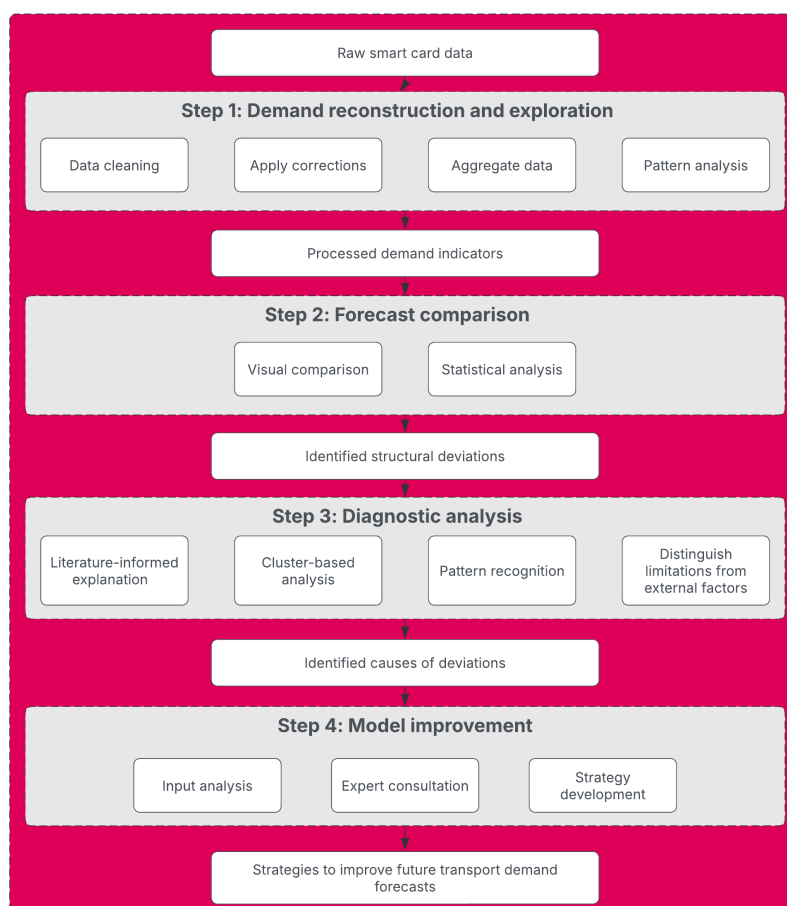 Raw smart card data
Step 1: Demand reconstruction and exploration
Data cleaning
Apply corrections
Aggregate data
Pattern analysis
Processed demand indicators
Step 2: Forecast comparison
Visual comparison
Statistical analysis
Identified structural deviations
Step 3: Diagnostic analysis
Literature-informed
explanation
Cluster-based
analysis
Pattern recognition
Distinguish
limitations from
external factors
Identified causes of deviations
Step 4: Model improvement
Input analysis
Expert consultation
Strategy
development
Strategies to improve future transport demand
forecasts